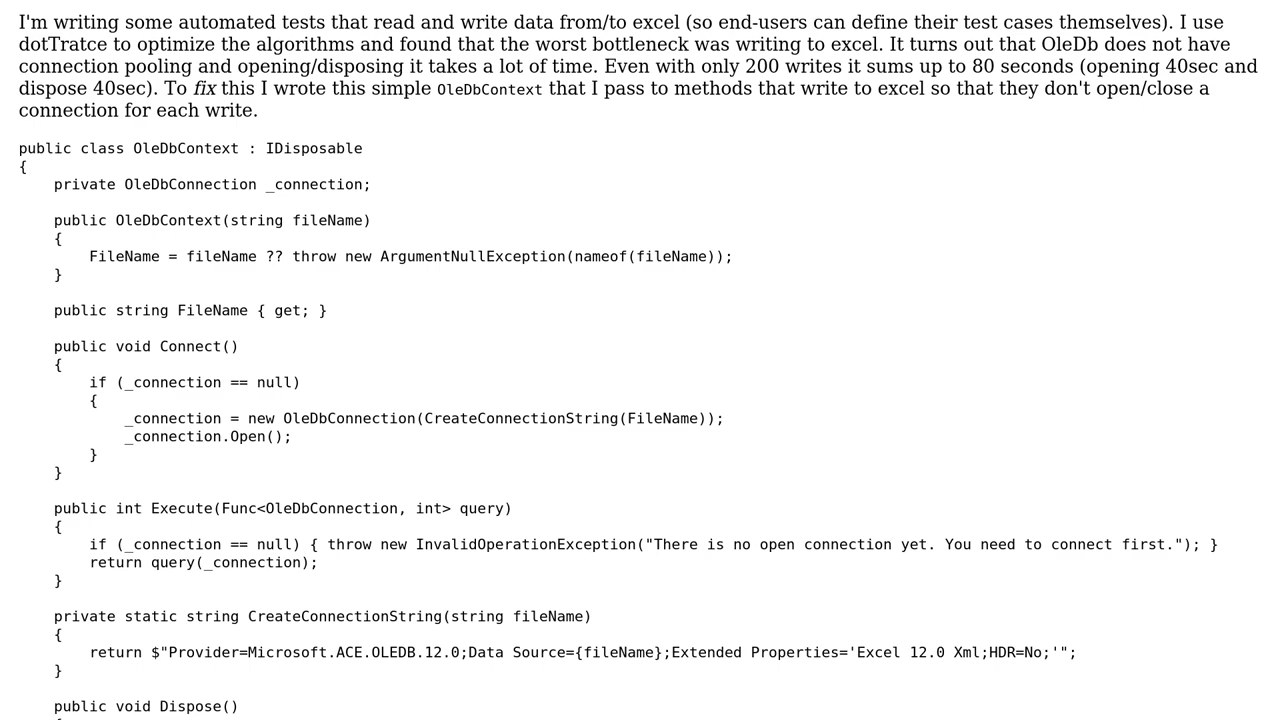 I'm writing some automated tests that read and write data from/to excel (so end-users can define their test cases themselves). I use
dotTratce to optimize the algorithms and found that the worst bottleneck was writing to excel. It turns out that OleDb does not have
connection pooling and opening/disposing it takes a lot of time. Even with only 200 writes it sums up to 80 seconds (opening 40sec and
dispose 40sec). To fix this I wrote this simple OleDbContext that I pass to methods that write to excel so that they don't open/close a
connection for each write.
public class OleDbContext : IDisposable
{
    private OleDbConnection _connection;
    public OleDbContext(string fileName)
    {
        FileName = fileName ?? throw new ArgumentNullException(nameof(fileName));
    }
    public string FileName { get; }
    public void Connect()
    {
        if (_connection == null)
        {
            _connection = new OleDbConnection(CreateConnectionString(FileName));
            _connection.Open();
        }
    }
    public int Execute(Func<OleDbConnection, int> query)
    {
        if (_connection == null) { throw new InvalidOperationException("There is no open connection yet. You need to connect first."); }
        return query(_connection);
    }
    private static string CreateConnectionString(string fileName)
    {
        return $"Provider=Microsoft.ACE.OLEDB.12.0;Data Source={fileName};Extended Properties='Excel 12.0 Xml;HDR=No;'";
    }
    public void Dispose()